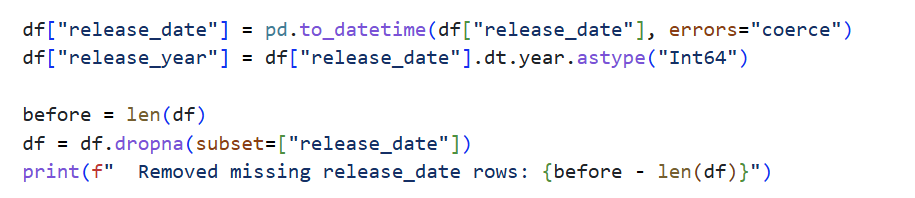 df["release_date"] = pd.to_datetime(df["release_date"], errors="coerce")
df["release_year"] = df["release_date"].dt.year.astype("Int64")
before = len(df)
df = df.dropna(subset=["release_date"])
print(f"  Removed missing release_date rows: {before - len(df)}")